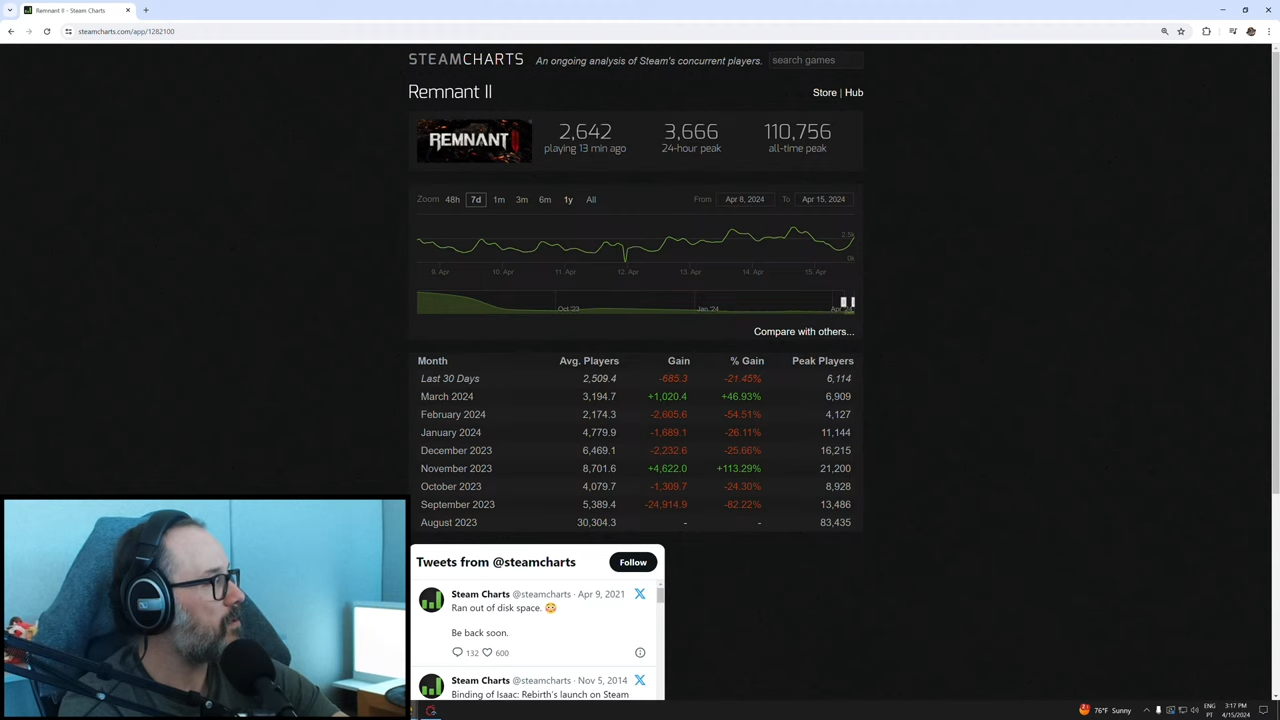 Remnant II - Steam Charts
steamcharts.com/app/1282100
STEAMCHARTS
An ongoing analysis of Steam's concurrent players.
search games
Remnant II
Store | Hub
REMNANT II
2,642
playing 13 min ago
3,666
24-hour peak
110,756
all-time peak
Zoom 48h 7d 1m 3m 6m 1y All
From Apr 8, 2024 To Apr 15, 2024
2.5k
0k
9. Apr 10. Apr 11. Apr 12. Apr 13. Apr 14. Apr 15. Apr
Oct '23 Jan '24
Compare with others...
Month Avg. Players Gain % Gain Peak Players
Last 30 Days 2,509.4 -685.3 -21.45% 6,114
March 2024 3,194.7 +1,020.4 +46.93% 6,909
February 2024 2,174.3 -2,605.6 -54.51% 4,127
January 2024 4,779.9 -1,689.1 -26.11% 11,144
December 2023 6,469.1 -2,232.6 -25.66% 16,215
November 2023 8,701.6 +4,622.0 +113.29% 21,200
October 2023 4,079.7 -1,309.7 -24.30% 8,928
September 2023 5,389.4 -24,914.9 -82.22% 13,486
August 2023 30,304.3 - - 83,435
Tweets from @steamcharts
Follow
Steam Charts @steamcharts · Apr 9, 2021
Ran out of disk space. 😳
Be back soon.
132 600
Steam Charts @steamcharts · Nov 5, 2014
Binding of Isaac: Rebirth's launch on Steam
76°F Sunny
ENG
PT
3:17 PM
4/15/2024